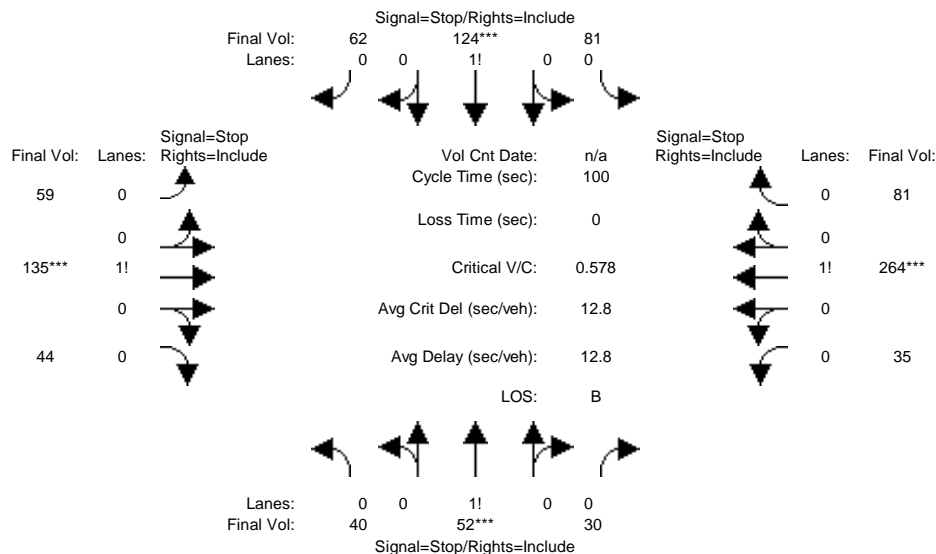 Signal=Stop/Rights=Include
Final Vol: 62 124*** 81
Lanes: 0 0 1! 0 0
Signal=Stop Signal=Stop
Final Vol: Lanes: Rights=Include Vol Cnt Date: n/a Rights=Include Lanes: Final Vol:
Cycle Time (sec): 100
59 0 0 81
Loss Time (sec): 0
0 0
135*** 1! Critical V/C: 0.578 1! 264***
0 Avg Crit Del (sec/veh): 12.8 0
44 0 Avg Delay (sec/veh): 12.8 0 35
LOS: B
Lanes: 0 0 1! 0 0
Final Vol: 40 52*** 30
Signal=Stop/Rights=Include